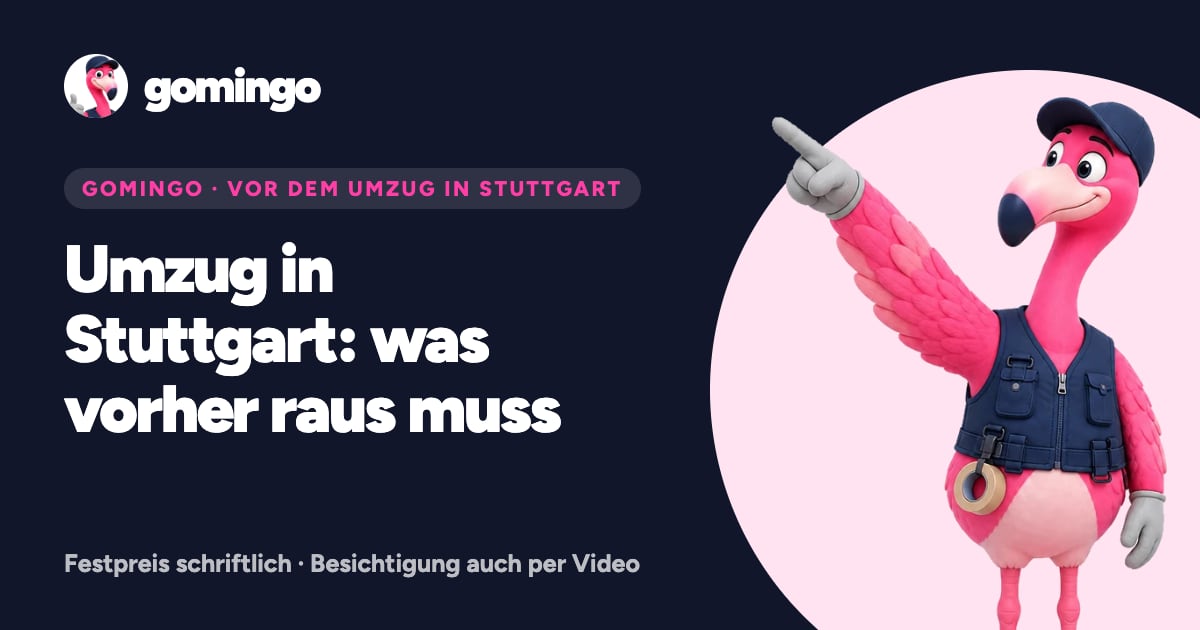 gomingo
GOMINGO · VOR DEM UMZUG IN STUTTGART
Umzug in
Stuttgart: was
vorher raus muss
Festpreis schriftlich · Besichtigung auch per Video